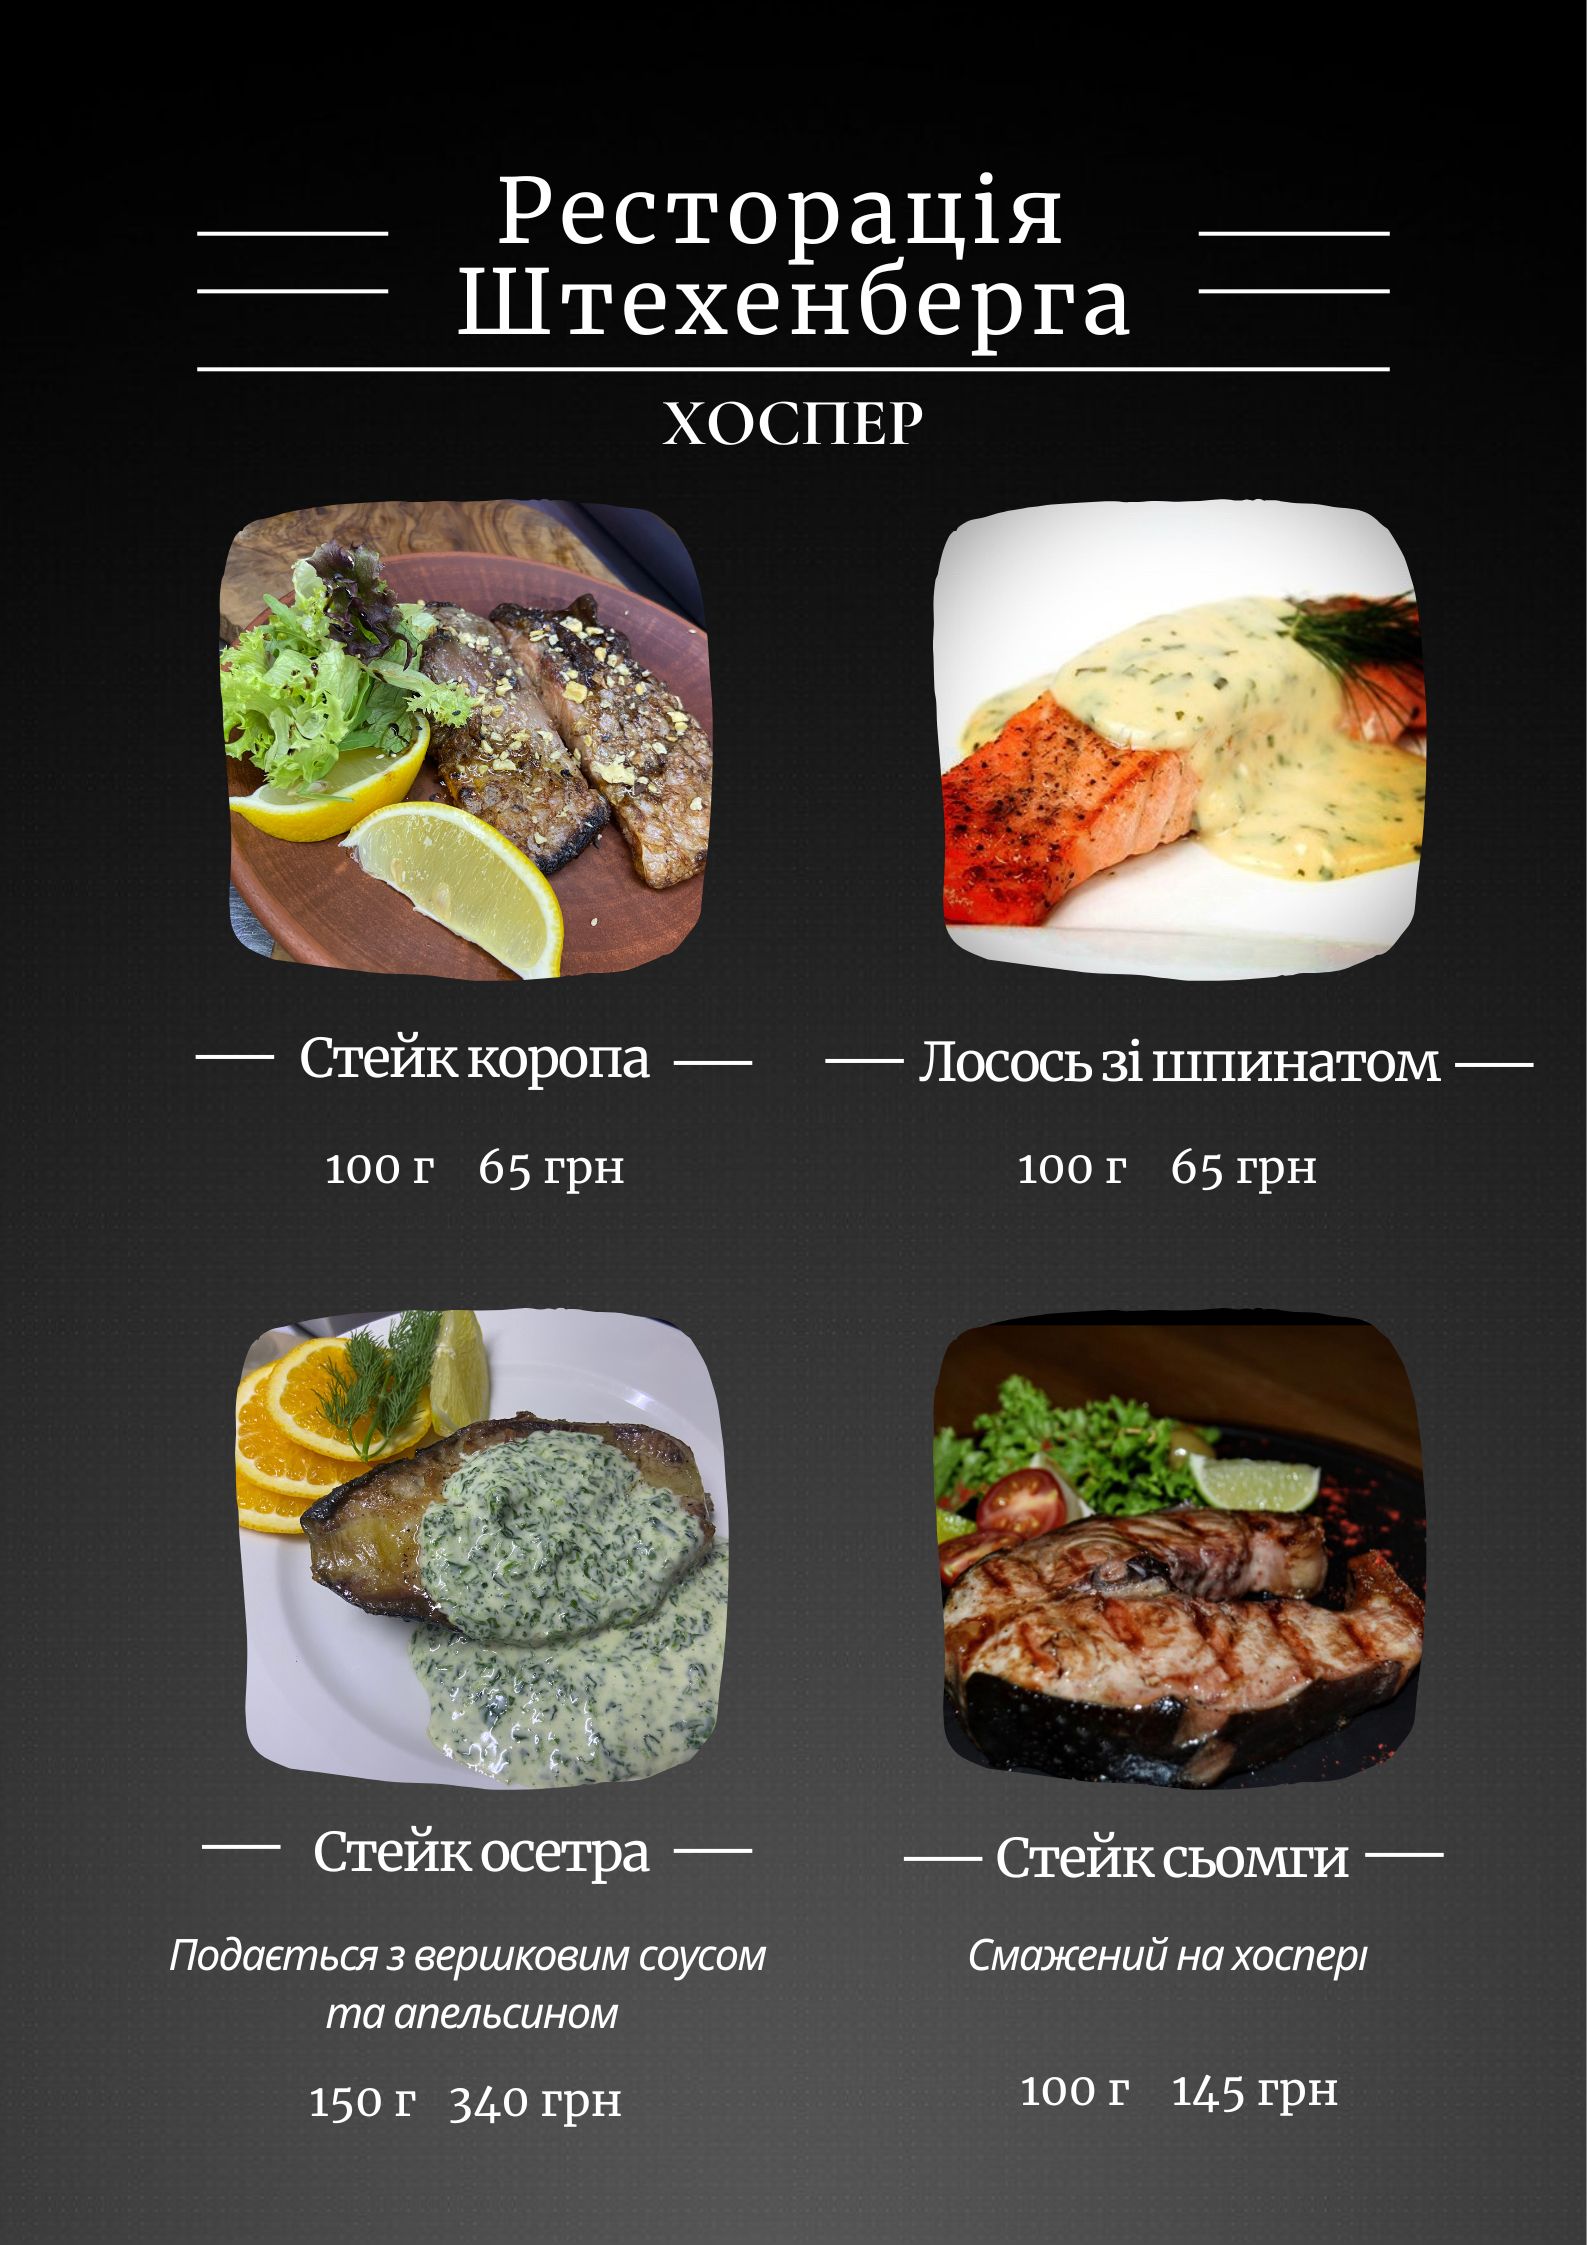 Ресторація
Штехенберга
ХОСПЕР
Стейк коропа
100 г 65 грн
Лосось зі шпинатом
100 г 65 грн
Стейк осетра
Подається з вершковим соусом
та апельсином
150 г 340 грн
Стейк сьомги
Смажений на хоспері
100 г 145 грн